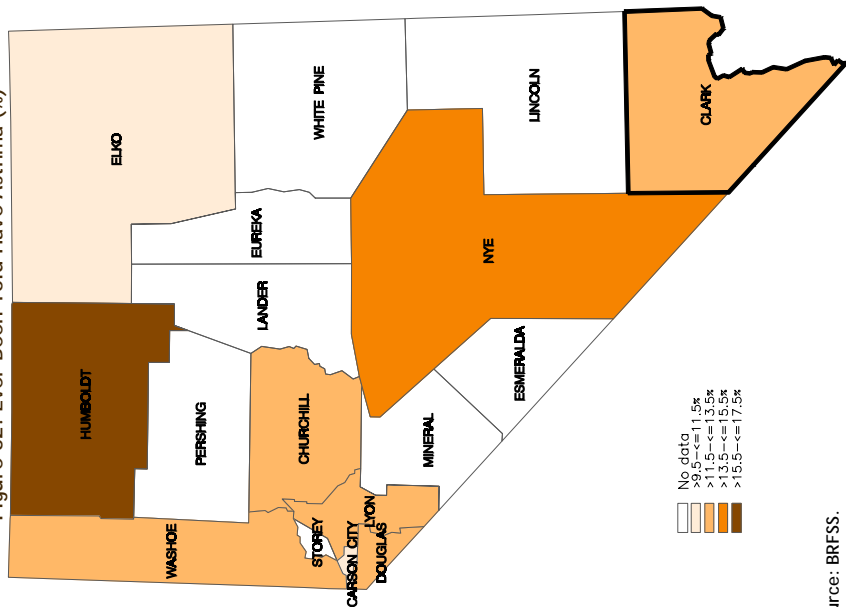 Figure 32. Ever Been Told Have Asthma (%)
HUMBOLDT
ELKO
WASHOE
PERSHING
EUREKA
LANDER
CHURCHILL
STOREY
WHITE PINE
CARSON CITY
LYON
DOUGLAS
MINERAL
NYE
ESMERALDA
LINCOLN
No data
>9.5-<=11.5%
>11.5-<=13.5%
>13.5-<=15.5%
>15.5-<=17.5%
CLARK
urce: BRFSS.